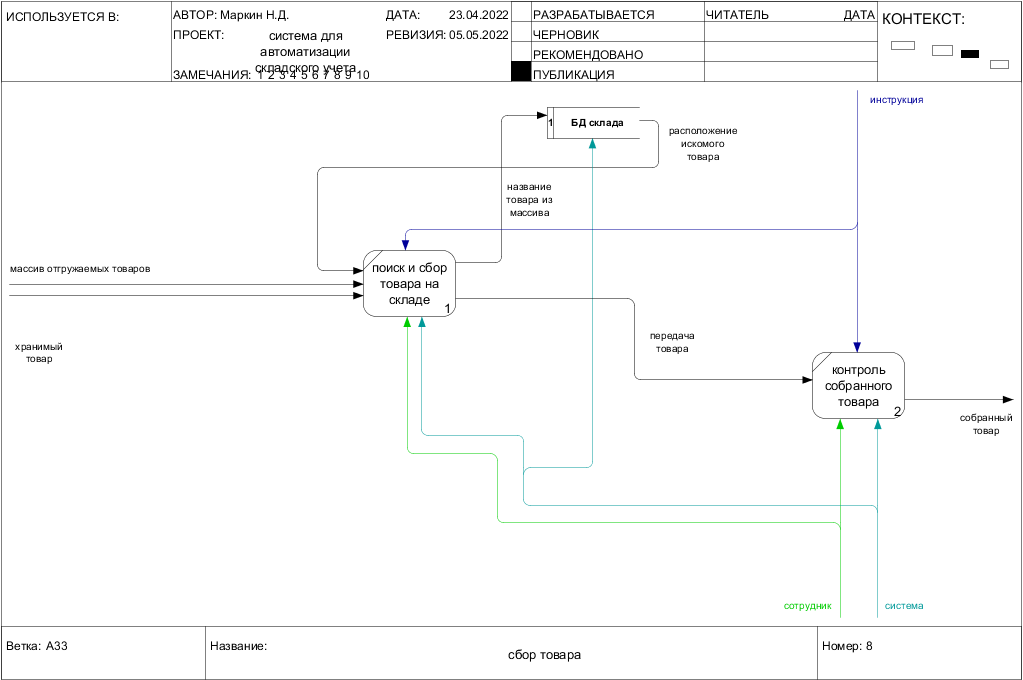 ИСПОЛЬЗУЕТСЯ В:
АВТОР: Маркин Н.Д.
ДАТА: 23.04.2022
ПРОЕКТ: система для
автоматизации
складского учета
РЕВИЗИЯ: 05.05.2022
ЗАМЕЧАНИЯ: 1 2 3 4 5 6 7 8 9 10
РАЗРАБАТЫВАЕТСЯ
ЧЕРНОВИК
РЕКОМЕНДОВАНО
ПУБЛИКАЦИЯ
ЧИТАТЕЛЬ ДАТА
КОНТЕКСТ:
инструкция
1 БД склада
расположение
искомого
товара
название
товара из
массива
массив отгружаемых товаров
поиск и сбор
товара на
складе
1
хранимый
товар
передача
товара
контроль
собранного
товара
2
собранный
товар
сотрудник
система
Ветка: A33
Название:
сбор товара
Номер: 8